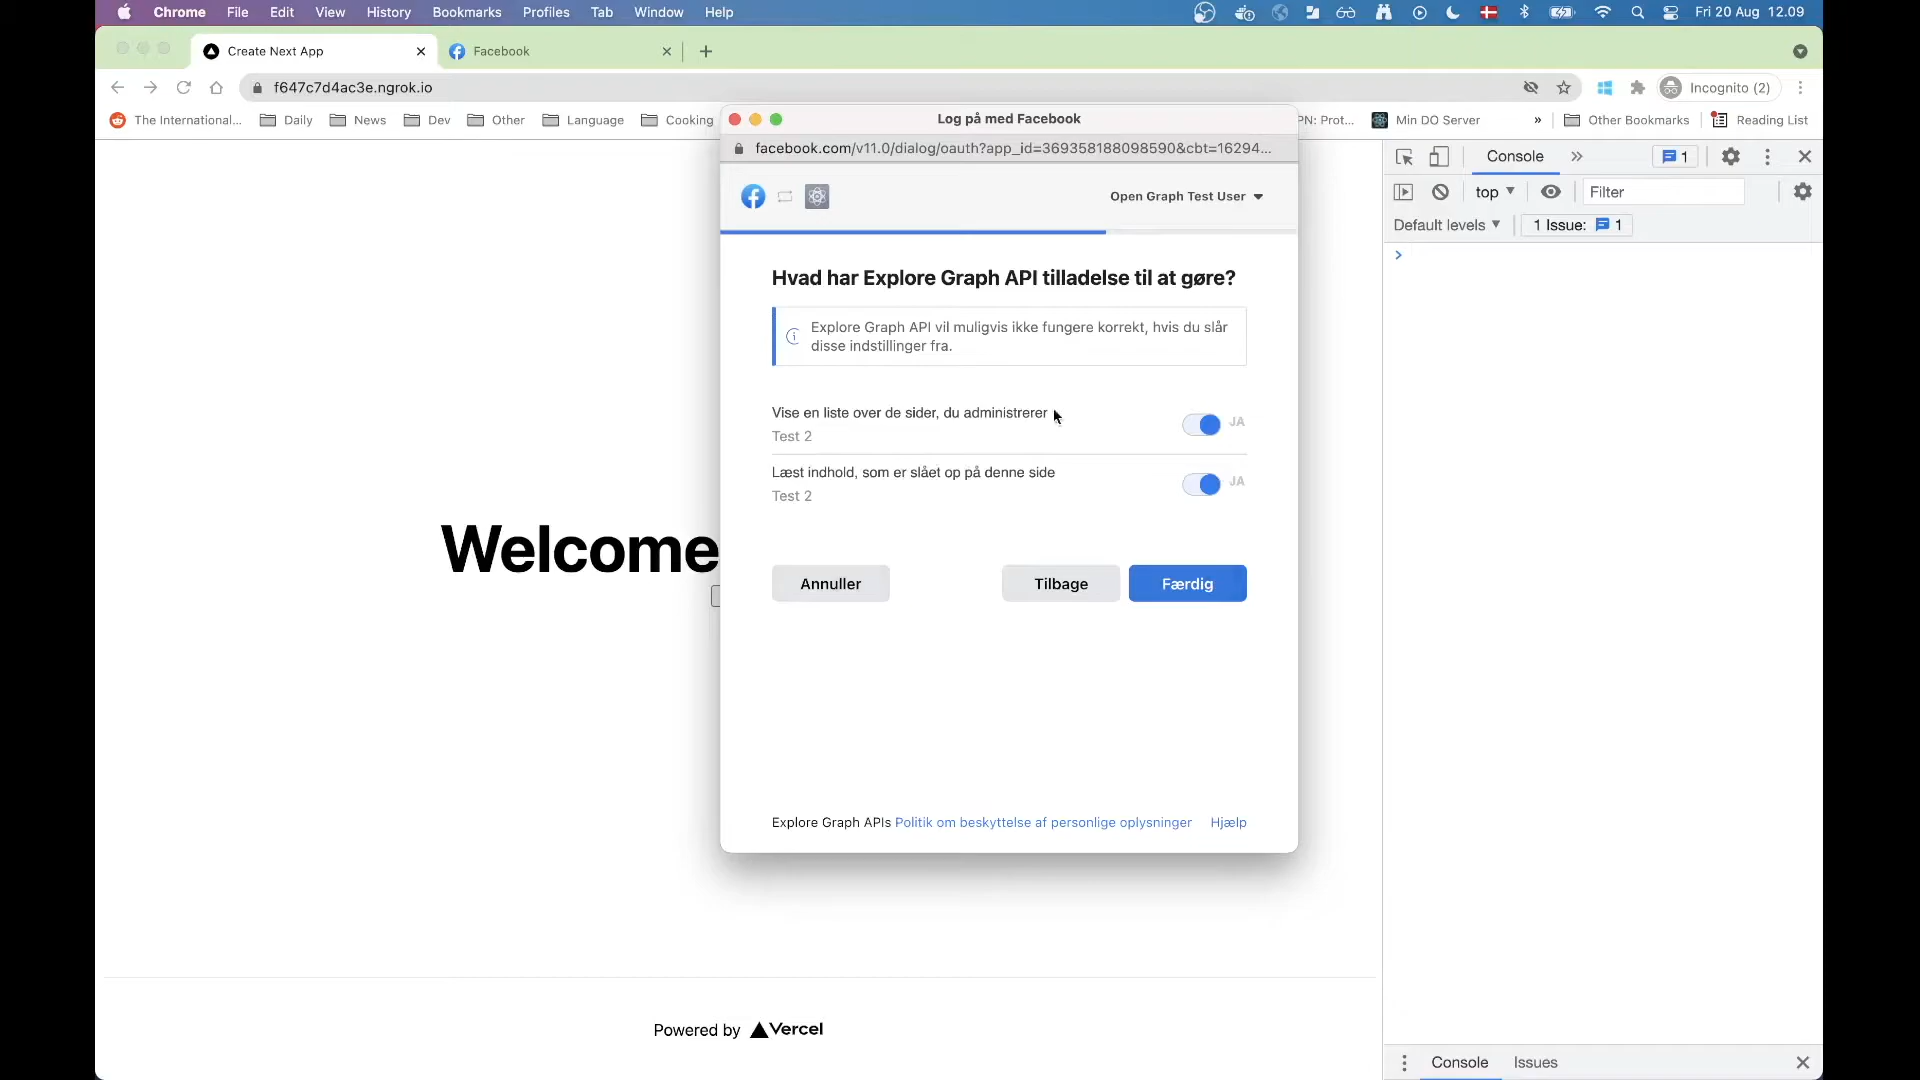 Chrome File Edit View History Bookmarks Profiles Tab Window Help Fri 20 Aug 12.09
Create Next App Facebook
f647c7d4ac3e.ngrok.io Incognito (2)
The International... Daily News Dev Other Language Cooking PN: Prot... Min DO Server » Other Bookmarks Reading List
Log på med Facebook
facebook.com/v11.0/dialog/oauth?app_id=369358188098590&cbt=16294...
Open Graph Test User
Hvad har Explore Graph API tilladelse til at gøre?
Explore Graph API vil muligvis ikke fungere korrekt, hvis du slår
disse indstillinger fra.
Vise en liste over de sider, du administrerer
JA
Test 2
Læst indhold, som er slået op på denne side
JA
Test 2
Annuller Tilbage Færdig
Explore Graph APIs Politik om beskyttelse af personlige oplysninger Hjælp
Welcome
Powered by Vercel
Console » 1
top Filter
Default levels 1 Issue: 1
Console Issues